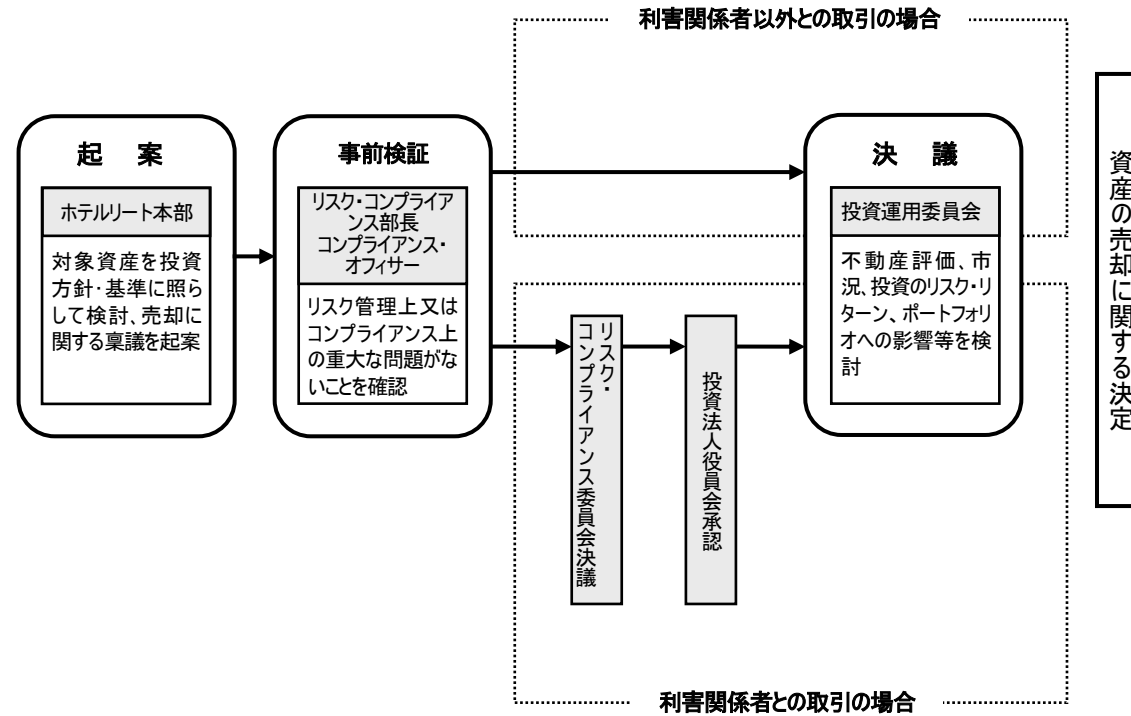 利害関係者以外との取引の場合
起　案
ホテルリート本部
対象資産を投資
方針・基準に照ら
して検討、売却に
関する稟議を起案
事前検証
リスク・コンプライア
ンス部長
コンプライアンス・
オフィサー
リスク管理上又は
コンプライアンス上
の重大な問題がな
いことを確認
リスク・
コンプライアンス委員会決議
投資法人役員会承認
決　議
投資運用委員会
不動産評価、市
況、投資のリスク・リ
ターン、ポートフォリ
オへの影響等を検
討
資産の売却に関する決定
利害関係者との取引の場合